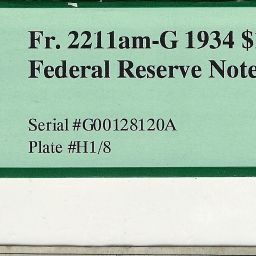 Fr. 2211am-G 1934 $
Federal Reserve Note
Serial #G00128120A
Plate #H1/8